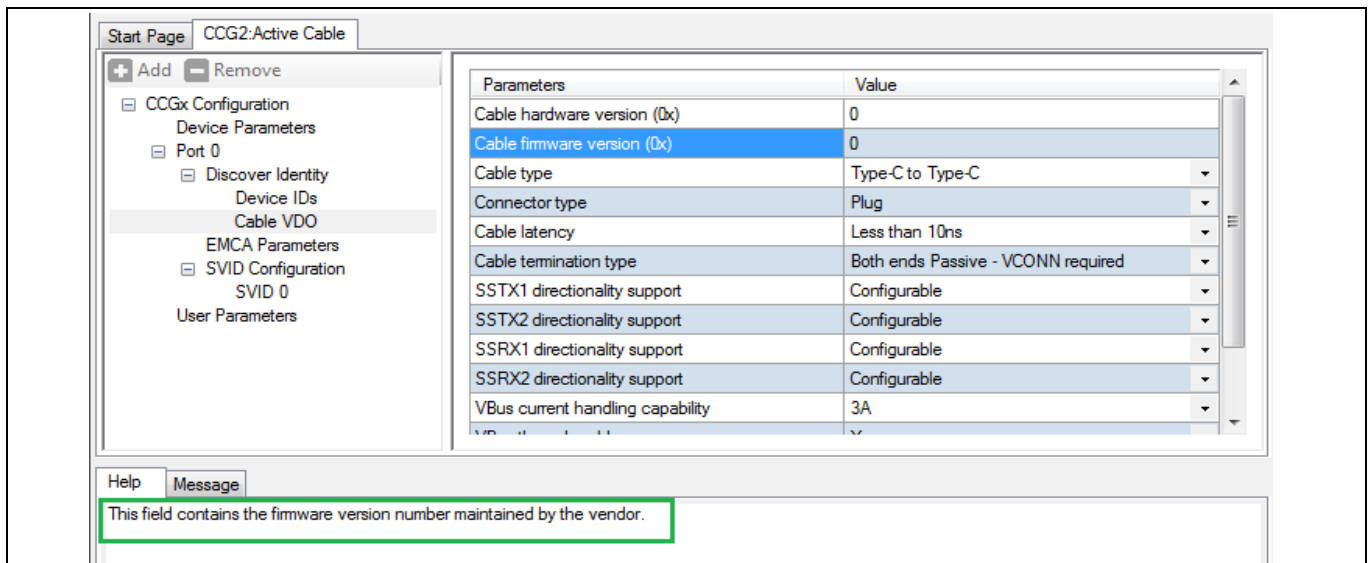 Start Page CCG2:Active Cable
Add Remove
CCGx Configuration
Device Parameters
Port 0
Discover Identity
Device IDs
Cable VDO
EMCA Parameters
SVID Configuration
SVID 0
User Parameters
Parameters Value
Cable hardware version (0x) 0
Cable firmware version (0x) 0
Cable type Type-C to Type-C
Connector type Plug
Cable latency Less than 10ns
Cable termination type Both ends Passive - VCONN required
SSTX1 directionality support Configurable
SSTX2 directionality support Configurable
SSRX1 directionality support Configurable
SSRX2 directionality support Configurable
VBus current handling capability 3A
Help Message
This field contains the firmware version number maintained by the vendor.